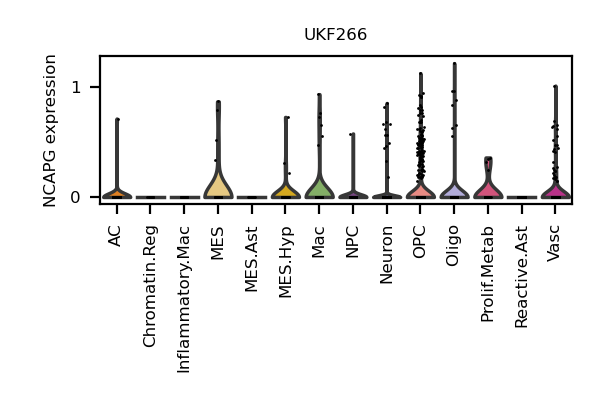 UKF266
NCAPG expression
1
0
AC
Chromatin.Reg
Inflammatory.Mac
MES
MES.Ast
MES.Hyp
Mac
NPC
Neuron
OPC
Oligo
Prolif.Metab
Reactive.Ast
Vasc